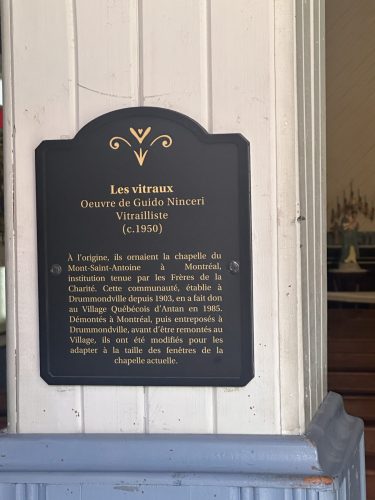 Les vitraux
Oeuvre de Guido Ninceri
Vitrailliste
(c.1950)
À l'origine, ils ornaient la chapelle du
Mont-Saint-Antoine à Montréal,
institution tenue par les Frères de la
Charité. Cette communauté, établie à
Drummondville depuis 1903, en a fait don
au Village Québécois d'Antan en 1985.
Démontés à Montréal, puis entreposés à
Drummondville, avant d'être remontés au
Village, ils ont été modifiés pour les
adapter à la taille des fenêtres de la
chapelle actuelle.